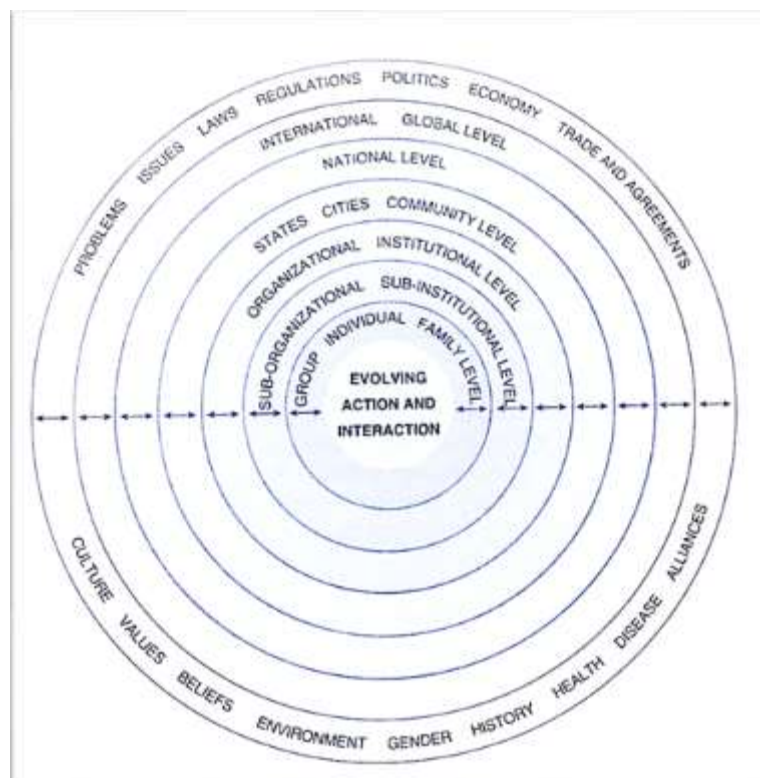 PROBLEMS ISSUES LAWS REGULATIONS POLITICS ECONOMY TRADE AND AGREEMENTS
INTERNATIONAL GLOBAL LEVEL
NATIONAL LEVEL
STATES CITIES COMMUNITY LEVEL
ORGANIZATIONAL INSTITUTIONAL LEVEL
SUB-ORGANIZATIONAL SUB-INSTITUTIONAL LEVEL
GROUP INDIVIDUAL FAMILY LEVEL
EVOLVING
ACTION AND
INTERACTION
CULTURE VALUES BELIEFS ENVIRONMENT GENDER HISTORY HEALTH DISEASE ALLIANCES